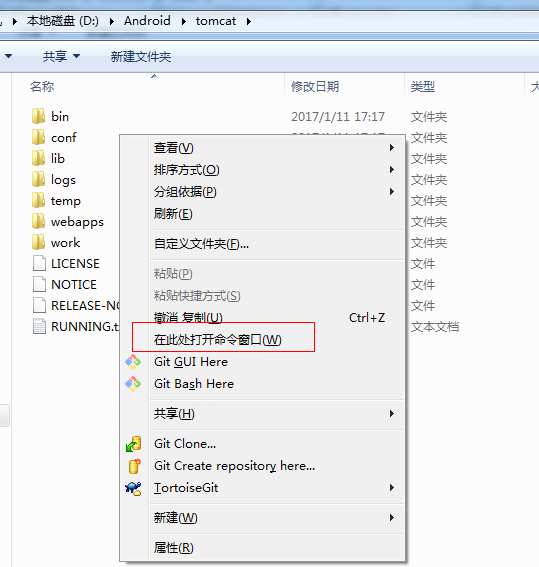 本地磁盘 (D:) Android tomcat
共享 新建文件夹
名称 修改日期 类型
bin 2017/1/11 17:17 文件夹
conf 文件夹
lib 文件夹
logs 文件夹
temp 文件夹
webapps 文件夹
work 文件夹
LICENSE 文件
NOTICE 文件
RELEASE-NO 文件
RUNNING.t 文本文档
查看(V)
排序方式(O)
分组依据(P)
刷新(E)
自定义文件夹(F)...
粘贴(P)
粘贴快捷方式(S)
撤消 复制(U) Ctrl+Z
在此处打开命令窗口(W)
Git GUI Here
Git Bash Here
共享(H)
Git Clone...
Git Create repository here...
TortoiseGit
新建(W)
属性(R)